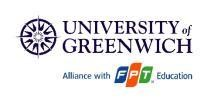 UNIVERSITY of
GREENWICH
Alliance with FPT Education